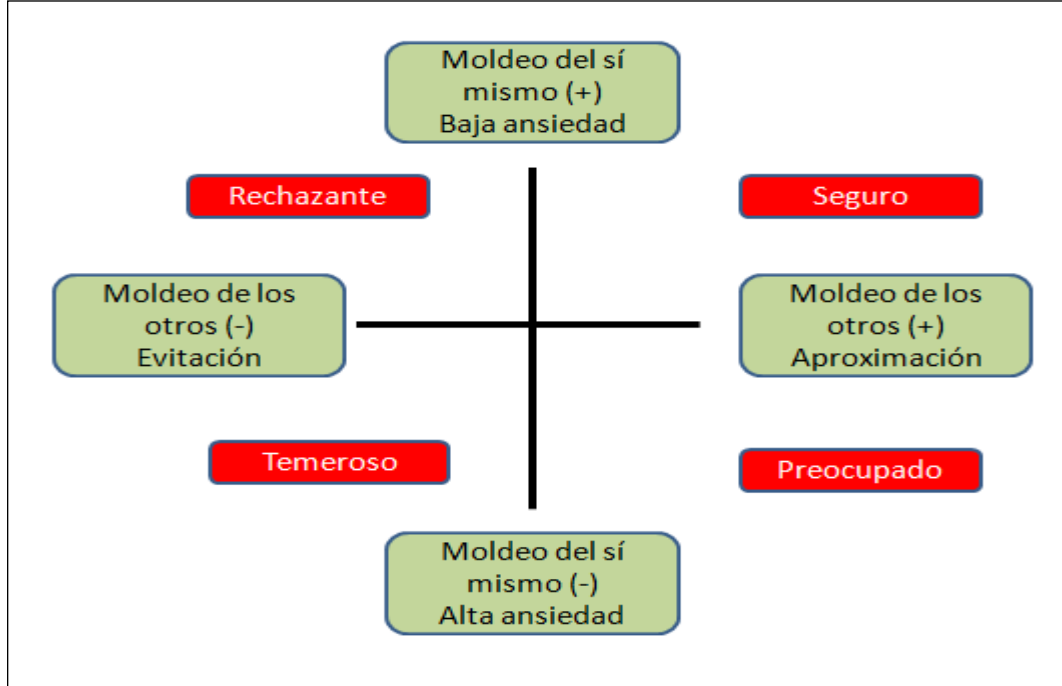 Moldeo del sí
mismo (+)
Baja ansiedad
Rechazante
Seguro
Moldeo de los
otros (-)
Evitación
Moldeo de los
otros (+)
Aproximación
Temeroso
Preocupado
Moldeo del sí
mismo (-)
Alta ansiedad